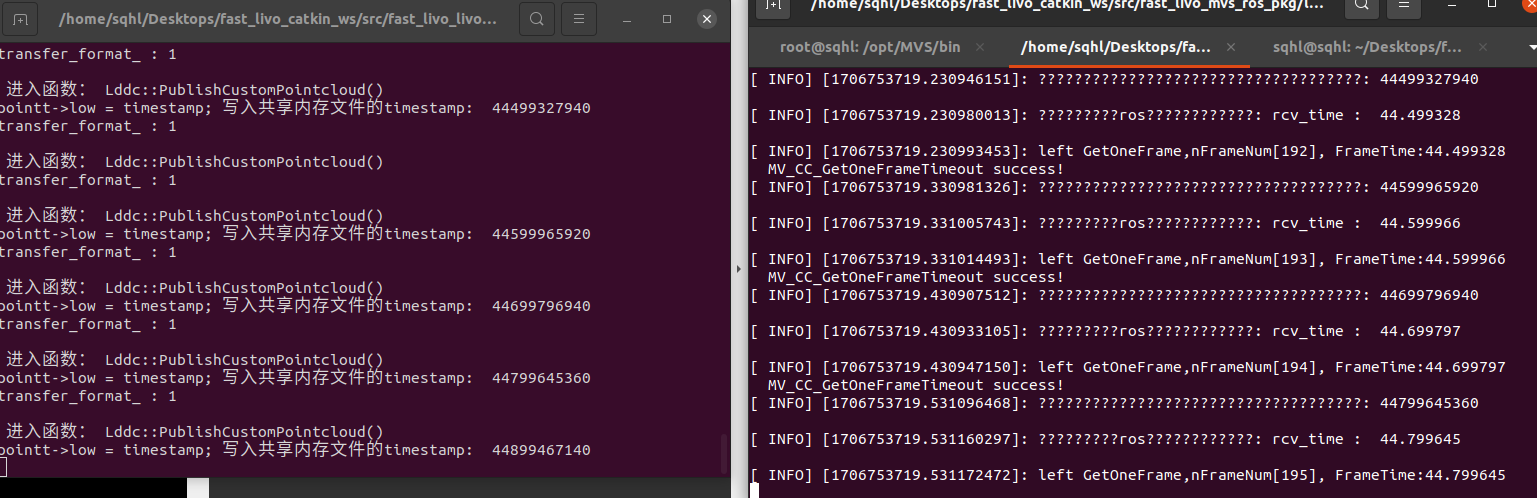 /home/sqhl/Desktops/fast_livo_catkin_ws/src/fast_livo_livo...
transfer_format_ : 1
进入函数: Lddc::PublishCustomPointcloud()
pointt->low = timestamp; 写入共享内存文件的timestamp: 44499327940
transfer_format_ : 1
进入函数: Lddc::PublishCustomPointcloud()
transfer_format_ : 1
进入函数: Lddc::PublishCustomPointcloud()
pointt->low = timestamp; 写入共享内存文件的timestamp: 44599965920
transfer_format_ : 1
进入函数: Lddc::PublishCustomPointcloud()
pointt->low = timestamp; 写入共享内存文件的timestamp: 44699796940
transfer_format_ : 1
进入函数: Lddc::PublishCustomPointcloud()
pointt->low = timestamp; 写入共享内存文件的timestamp: 44799645360
transfer_format_ : 1
进入函数: Lddc::PublishCustomPointcloud()
pointt->low = timestamp; 写入共享内存文件的timestamp: 44899467140
/home/sqhl/Desktops/fast_livo_catkin_ws/src/fast_livo_mvs_ros_pkg/l...
root@sqhl: /opt/MVS/bin
/home/sqhl/Desktops/fa...
sqhl@sqhl: ~/Desktops/f...
[ INFO] [1706753719.230946151]: ????????????????????????????????????: 44499327940
[ INFO] [1706753719.230980013]: ?????????ros????????????: rcv_time : 44.499328
[ INFO] [1706753719.230993453]: left GetOneFrame,nFrameNum[192], FrameTime:44.499328
MV_CC_GetOneFrameTimeout success!
[ INFO] [1706753719.330981326]: ????????????????????????????????????: 44599965920
[ INFO] [1706753719.331005743]: ?????????ros????????????: rcv_time : 44.599966
[ INFO] [1706753719.331014493]: left GetOneFrame,nFrameNum[193], FrameTime:44.599966
MV_CC_GetOneFrameTimeout success!
[ INFO] [1706753719.430907512]: ????????????????????????????????????: 44699796940
[ INFO] [1706753719.430933105]: ?????????ros????????????: rcv_time : 44.699797
[ INFO] [1706753719.430947150]: left GetOneFrame,nFrameNum[194], FrameTime:44.699797
MV_CC_GetOneFrameTimeout success!
[ INFO] [1706753719.531096468]: ????????????????????????????????????: 44799645360
[ INFO] [1706753719.531160297]: ?????????ros????????????: rcv_time : 44.799645
[ INFO] [1706753719.531172472]: left GetOneFrame,nFrameNum[195], FrameTime:44.799645